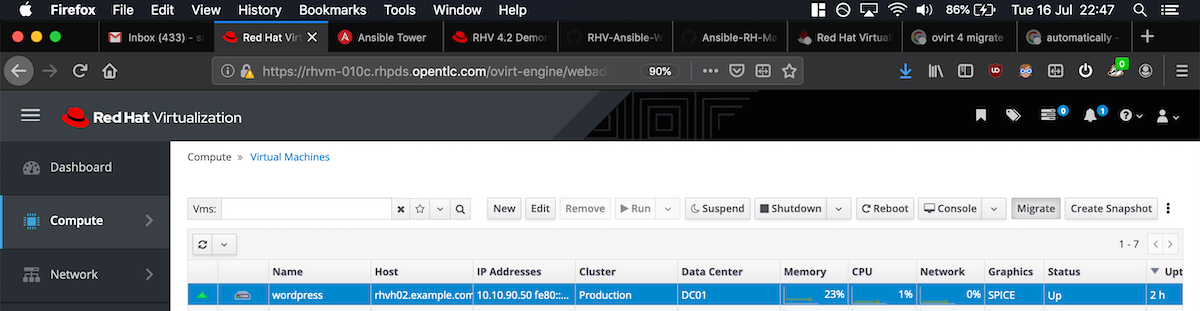 Firefox File Edit View History Bookmarks Tools Window Help 86% Tue 16 Jul 22:47
Inbox (433) - s Red Hat Virt Ansible Tower RHV 4.2 Demor RHV-Ansible-W Ansible-RH-Ma Red Hat Virtual ovirt 4 migrate automatically -
https://rhvm-010c.rhpds.opentlc.com/ovirt-engine/webad 90% 0
Red Hat Virtualization 0 1
Dashboard
Compute » Virtual Machines
Compute
Vms: New Edit Remove Run Suspend Shutdown Reboot Console Migrate Create Snapshot
1 - 7
Network
Name Host IP Addresses Cluster Data Center Memory CPU Network Graphics Status Upt
wordpress rhvh02.example.com 10.10.90.50 fe80::... Production DC01 23% 1% 0% SPICE Up 2 h